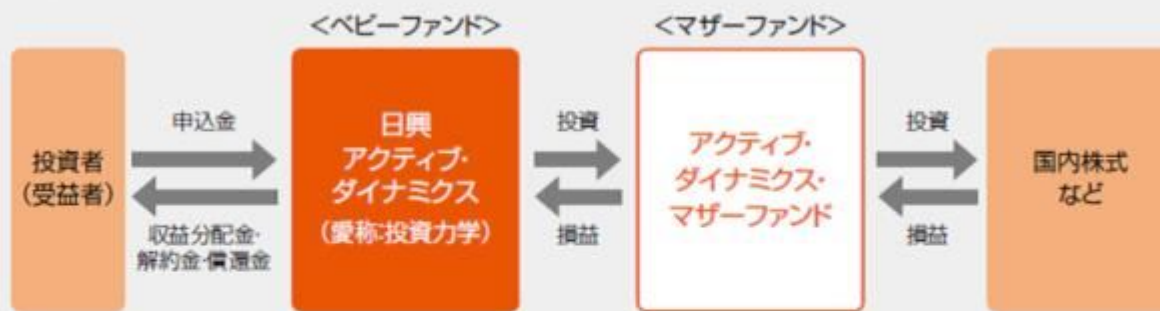 <ベビーファンド>
<マザーファンド>
投資者
(受益者)
申込金
収益分配金・
解約金・償還金
日興
アクティブ・
ダイナミクス
(愛称:投資力学)
投資
損益
アクティブ・
ダイナミクス・
マザーファンド
投資
損益
国内株式
など